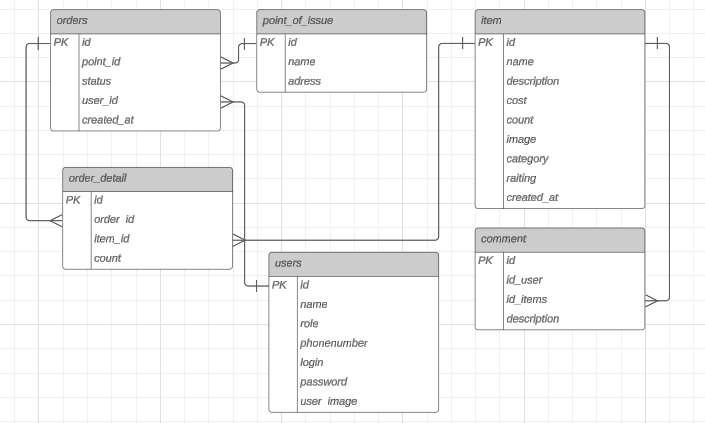 orders
PK id
point_id
status
user_id
created_at
point_of_issue
PK id
name
adress
item
PK id
name
description
cost
count
image
category
raiting
created_at
order_detail
PK id
order_id
item_id
count
users
PK id
name
role
phonenumber
login
password
user_image
comment
PK id
id_user
id_items
description